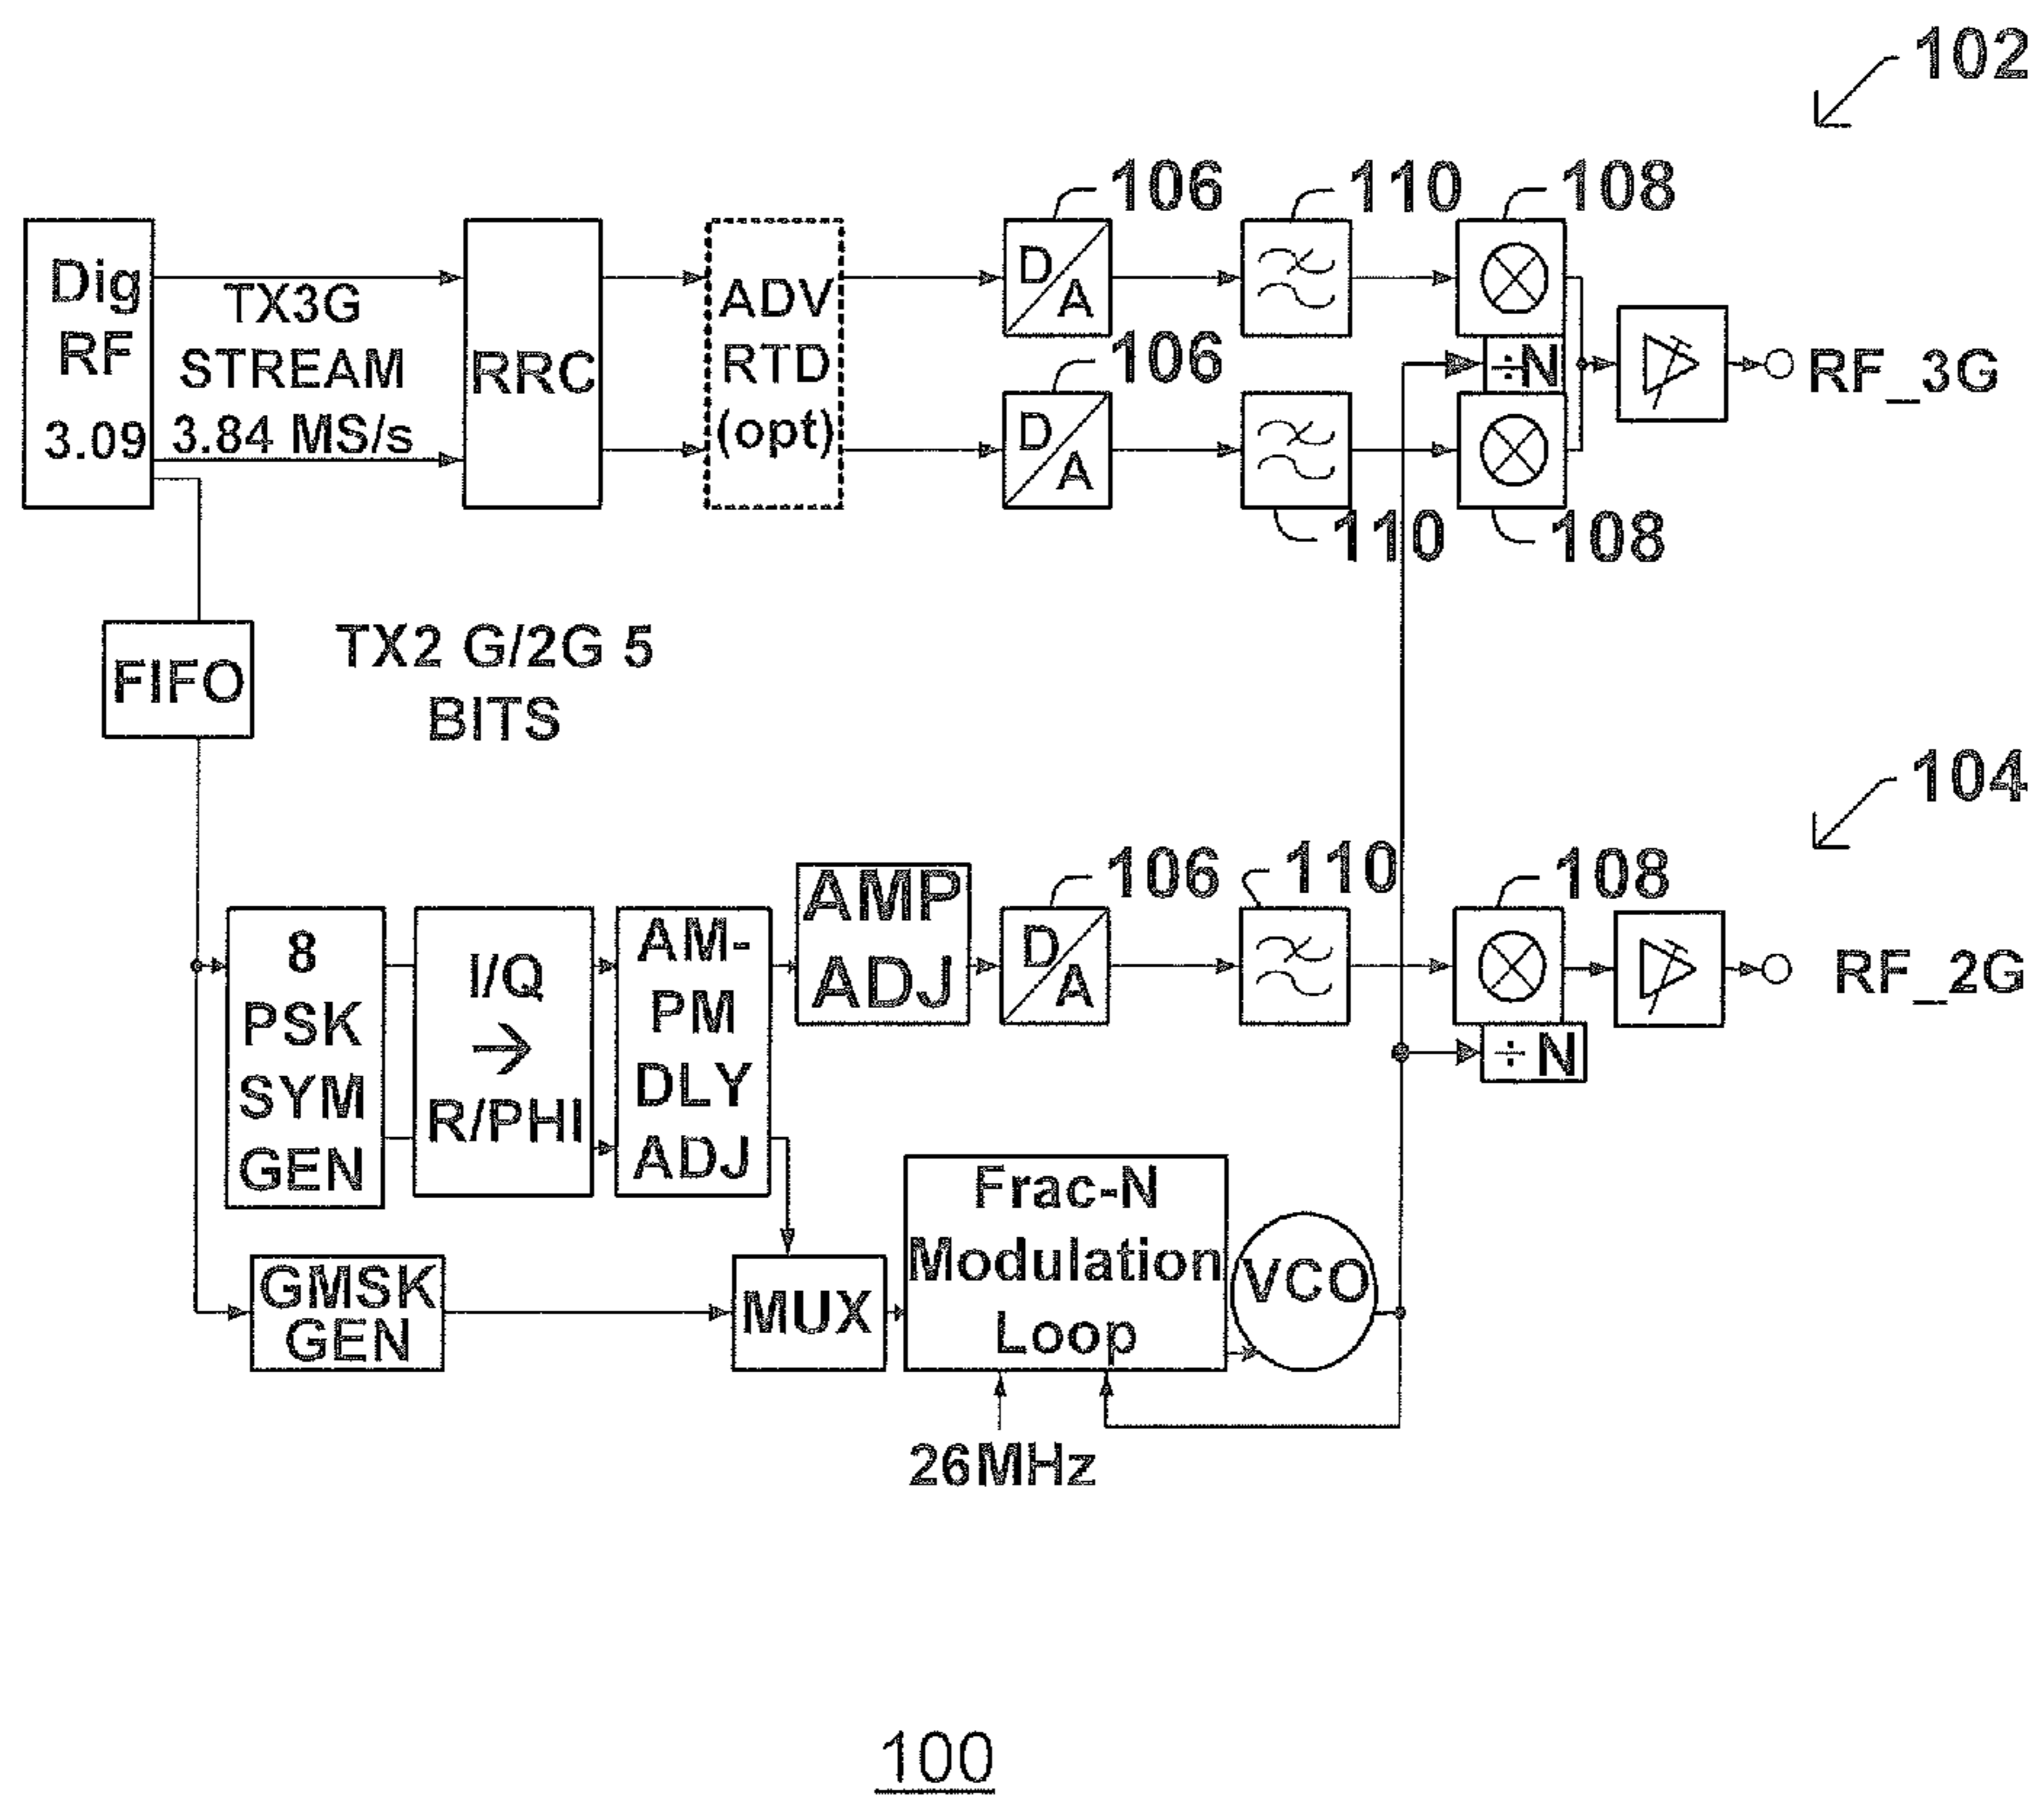 102
106
110
108
Dig
RF
3.09
TX3G
STREAM
3.84 MS/s
RRC
ADV
RTD
(opt)
D
A
÷N
RF_3G
106
D
A
110
108
FIFO
TX2 G/2G 5
BITS
104
106
110
108
8
PSK
SYM
GEN
I/Q
→
R/PHI
AM-
PM
DLY
ADJ
AMP
ADJ
D
A
÷N
RF_2G
GMSK
GEN
MUX
Frac-N
Modulation
Loop
VCO
26MHz
100